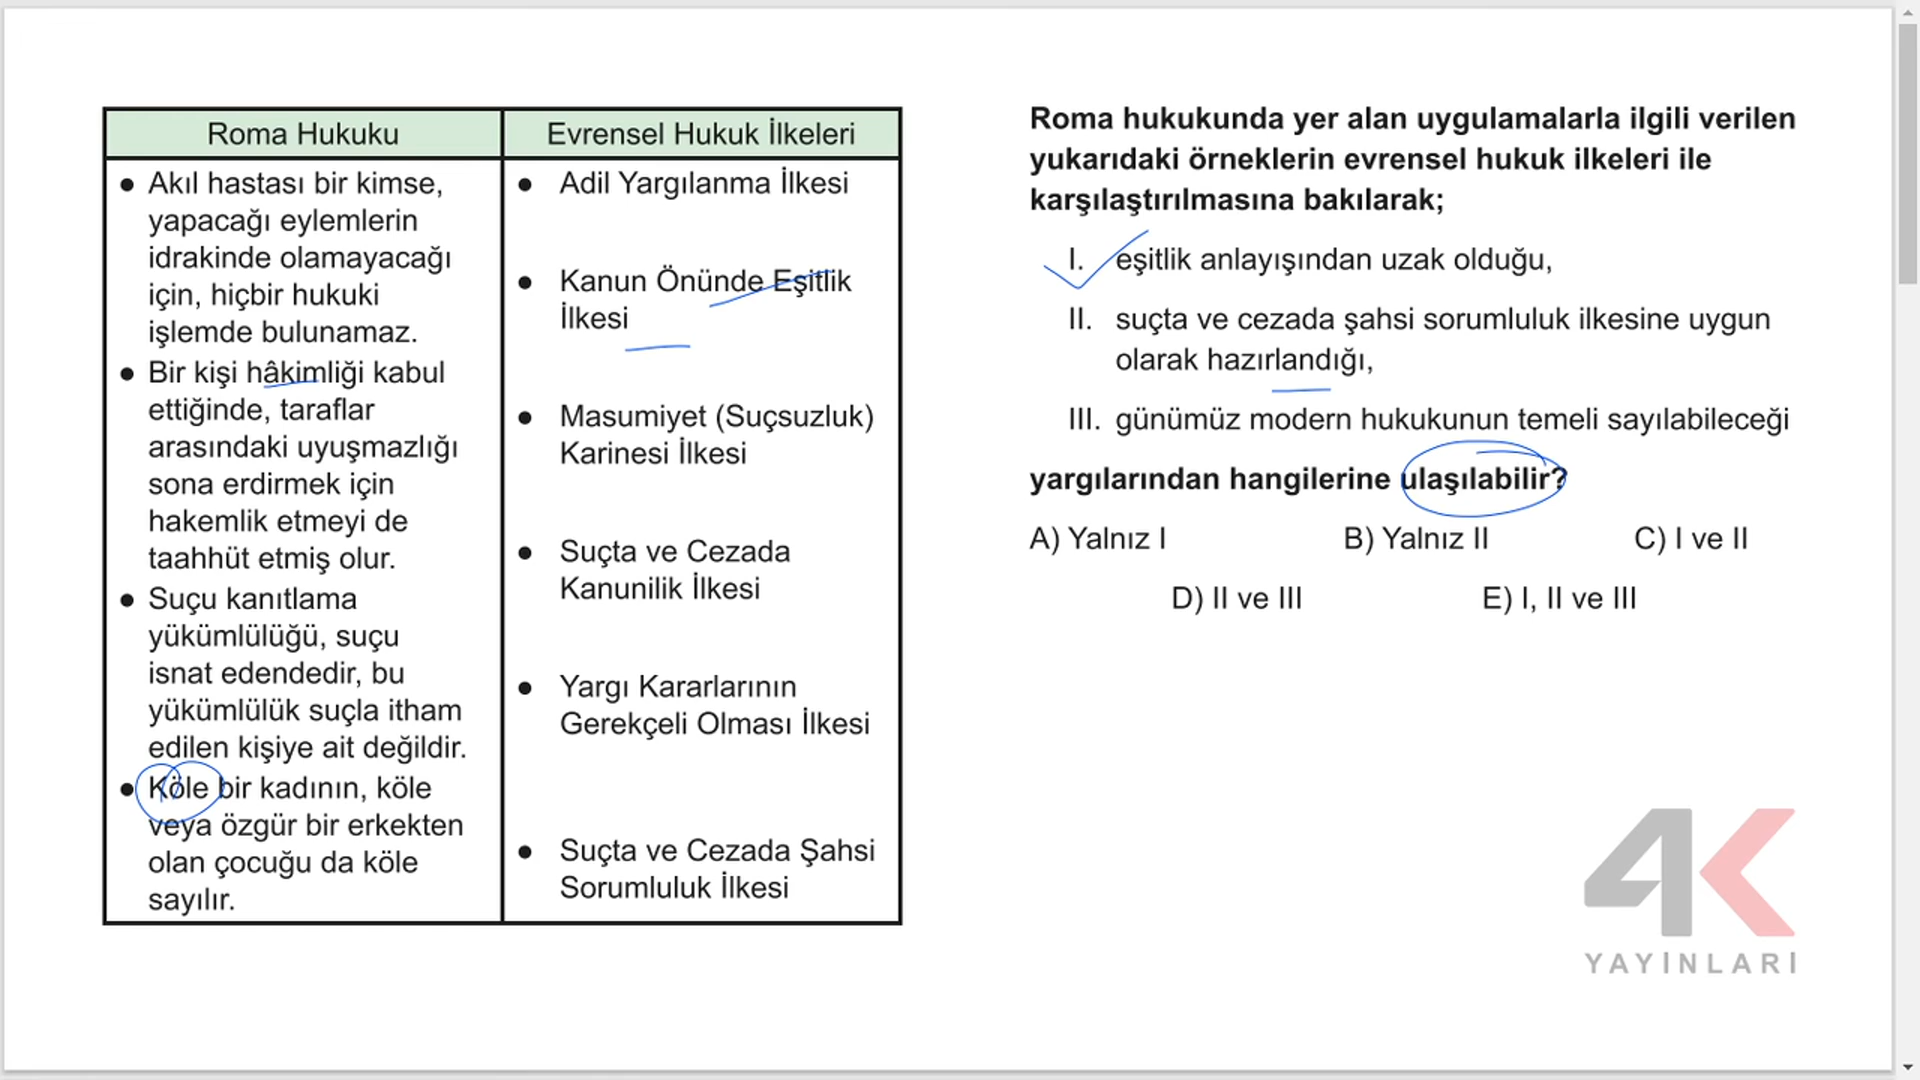 Roma Hukuku
Evrensel Hukuk İlkeleri
● Akıl hastası bir kimse,
yapacağı eylemlerin
idrakinde olamayacağı
için, hiçbir hukuki
işlemde bulunamaz.
● Bir kişi hâkimliği kabul
ettiğinde, taraflar
arasındaki uyuşmazlığı
sona erdirmek için
hakemlik etmeyi de
taahhüt etmiş olur.
● Suçu kanıtlama
yükümlülüğü, suçu
isnat edendedir, bu
yükümlülük suçla itham
edilen kişiye ait değildir.
● Köle bir kadının, köle
veya özgür bir erkekten
olan çocuğu da köle
sayılır.
● Adil Yargılanma İlkesi
● Kanun Önünde Eşitlik
İlkesi
● Masumiyet (Suçsuzluk)
Karinesi İlkesi
● Suçta ve Cezada
Kanunilik İlkesi
● Yargı Kararlarının
Gerekçeli Olması İlkesi
● Suçta ve Cezada Şahsi
Sorumluluk İlkesi
Roma hukukunda yer alan uygulamalarla ilgili verilen
yukarıdaki örneklerin evrensel hukuk ilkeleri ile
karşılaştırılmasına bakılarak;
I. eşitlik anlayışından uzak olduğu,
II. suçta ve cezada şahsi sorumluluk ilkesine uygun
olarak hazırlandığı,
III. günümüz modern hukukunun temeli sayılabileceği
yargılarından hangilerine ulaşılabilir?
A) Yalnız I B) Yalnız II C) I ve II
D) II ve III E) I, II ve III
4K
YAYINLARI